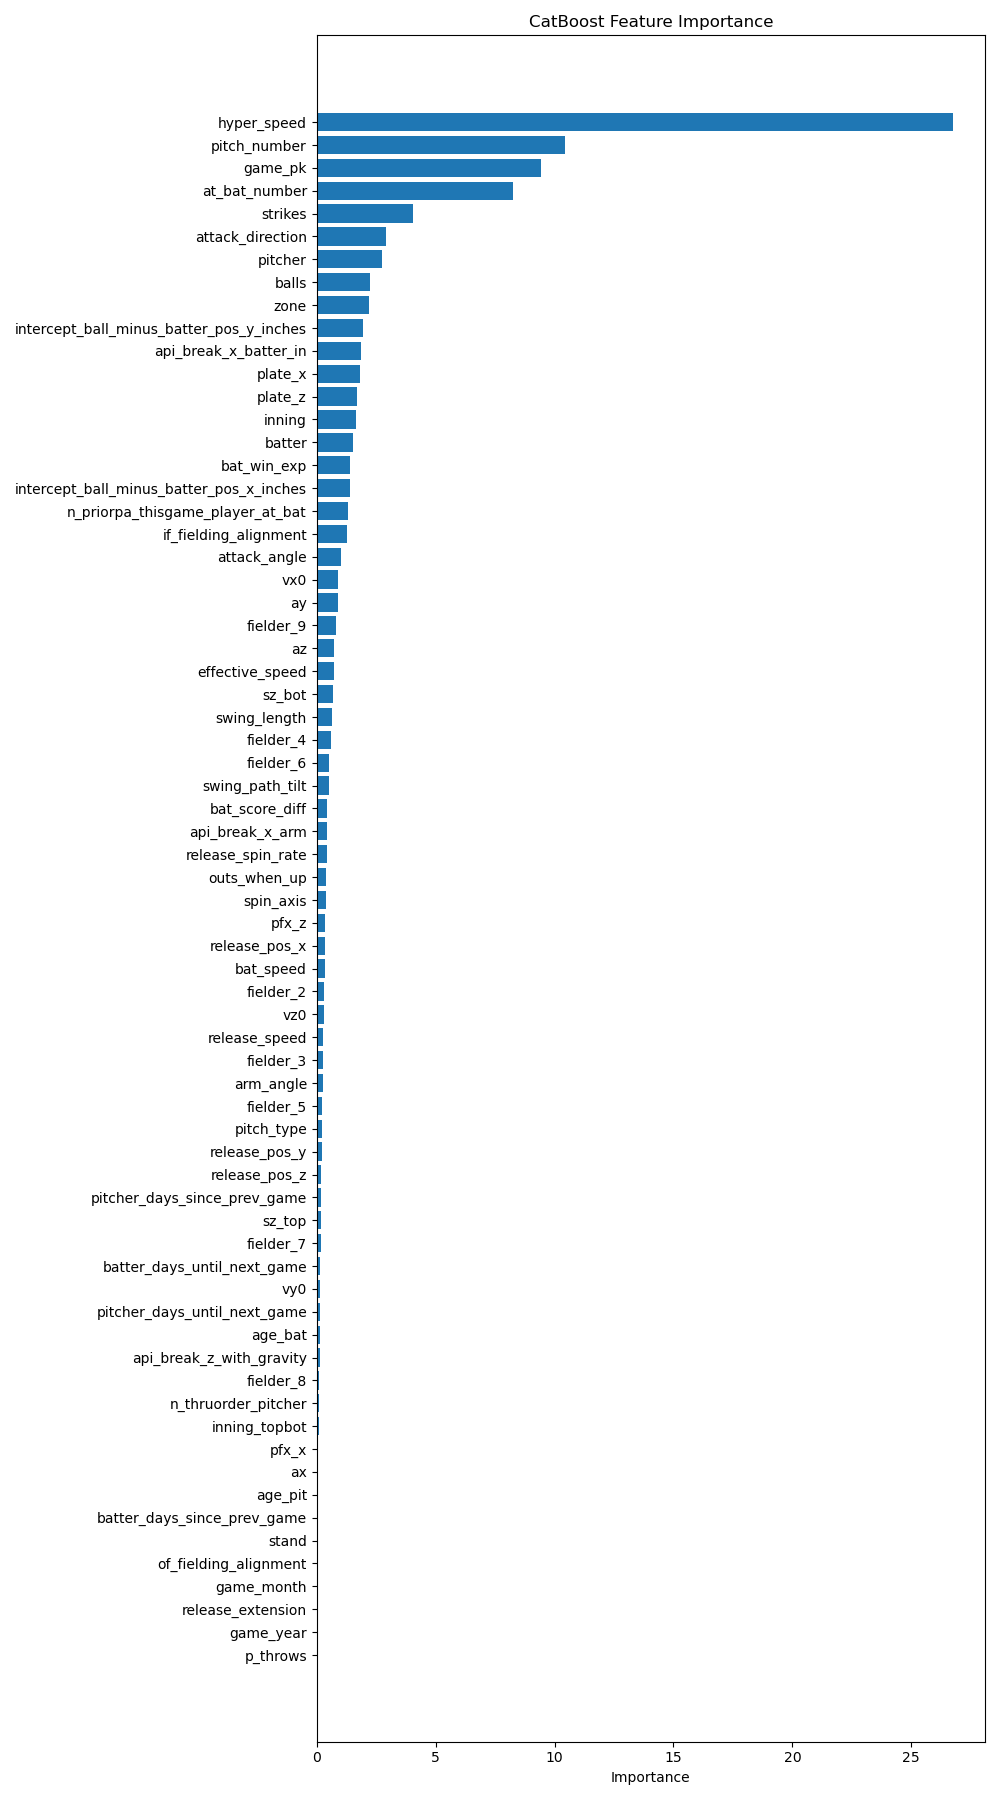 CatBoost Feature Importance
hyper_speed
pitch_number
game_pk
at_bat_number
strikes
attack_direction
pitcher
balls
zone
intercept_ball_minus_batter_pos_y_inches
api_break_x_batter_in
plate_x
plate_z
inning
batter
bat_win_exp
intercept_ball_minus_batter_pos_x_inches
n_priorpa_thisgame_player_at_bat
if_fielding_alignment
attack_angle
vx0
ay
fielder_9
az
effective_speed
sz_bot
swing_length
fielder_4
fielder_6
swing_path_tilt
bat_score_diff
api_break_x_arm
release_spin_rate
outs_when_up
spin_axis
pfx_z
release_pos_x
bat_speed
fielder_2
vz0
release_speed
fielder_3
arm_angle
fielder_5
pitch_type
release_pos_y
release_pos_z
pitcher_days_since_prev_game
sz_top
fielder_7
batter_days_until_next_game
vy0
pitcher_days_until_next_game
age_bat
api_break_z_with_gravity
fielder_8
n_thruorder_pitcher
inning_topbot
pfx_x
ax
age_pit
batter_days_since_prev_game
stand
of_fielding_alignment
game_month
release_extension
game_year
p_throws
0 5 10 15 20 25
Importance